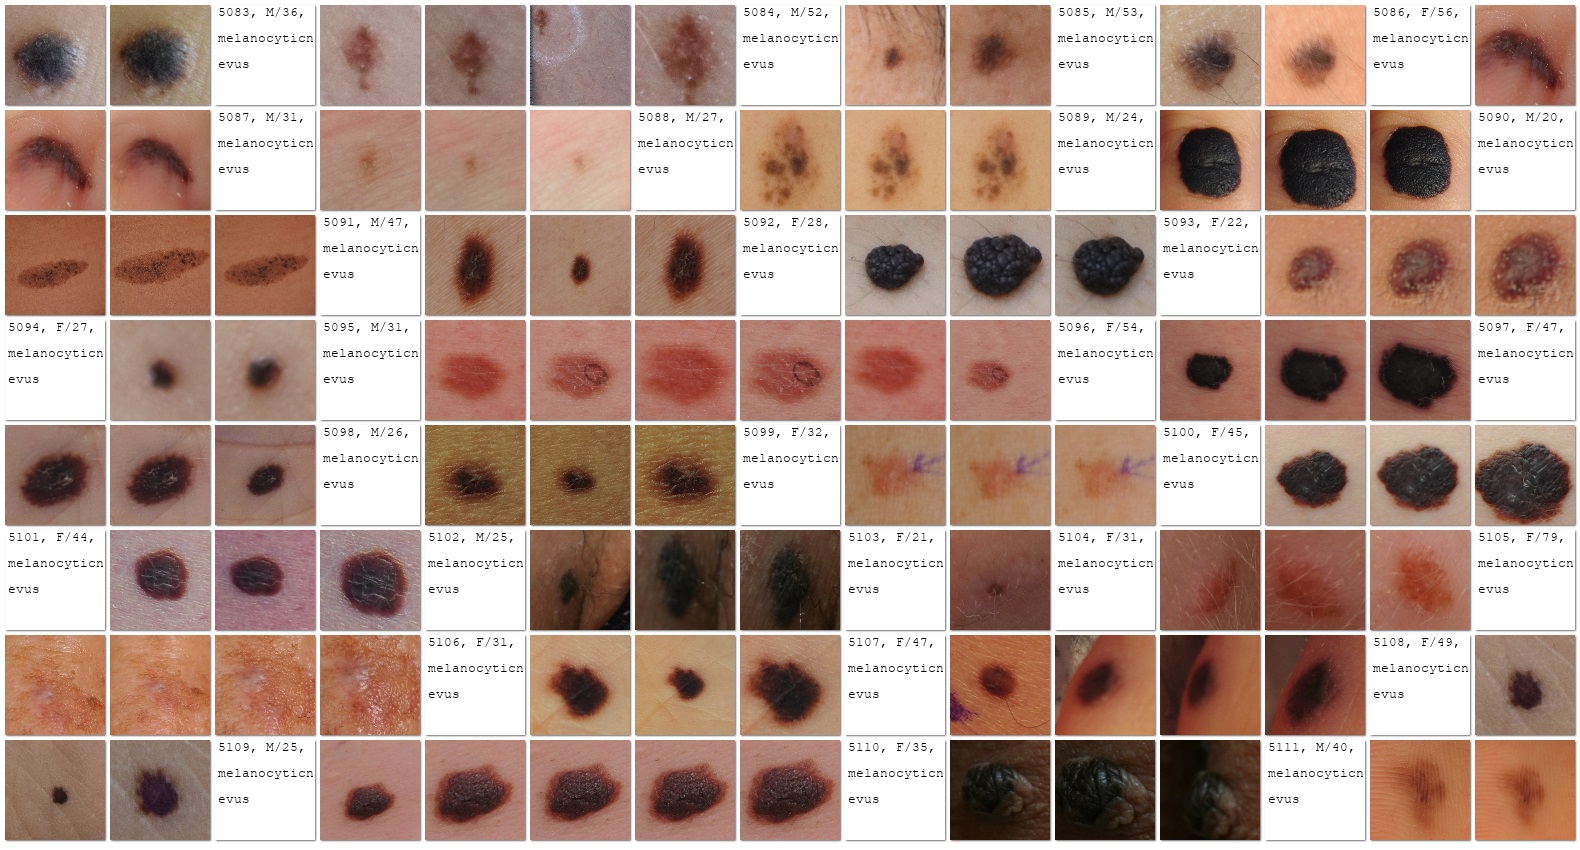 5083, M/36,
melanocyticn
evus
5084, M/52,
melanocyticn
evus
5085, M/53,
melanocyticn
evus
5086, F/56,
melanocyticn
evus
5087, M/31,
melanocyticn
evus
5088, M/27,
melanocyticn
evus
5089, M/24,
melanocyticn
evus
5090, M/20,
melanocyticn
evus
5091, M/47,
melanocyticn
evus
5092, F/28,
melanocyticn
evus
5093, F/22,
melanocyticn
evus
5094, F/27,
melanocyticn
evus
5095, M/31,
melanocyticn
evus
5096, F/54,
melanocyticn
evus
5097, F/47,
melanocyticn
evus
5098, M/26,
melanocyticn
evus
5099, F/32,
melanocyticn
evus
5100, F/45,
melanocyticn
evus
5101, F/44,
melanocyticn
evus
5102, M/25,
melanocyticn
evus
5103, F/21,
melanocyticn
evus
5104, F/31,
melanocyticn
evus
5105, F/79,
melanocyticn
evus
5106, F/31,
melanocyticn
evus
5107, F/47,
melanocyticn
evus
5108, F/49,
melanocyticn
evus
5109, M/25,
melanocyticn
evus
5110, F/35,
melanocyticn
evus
5111, M/40,
melanocyticn
evus